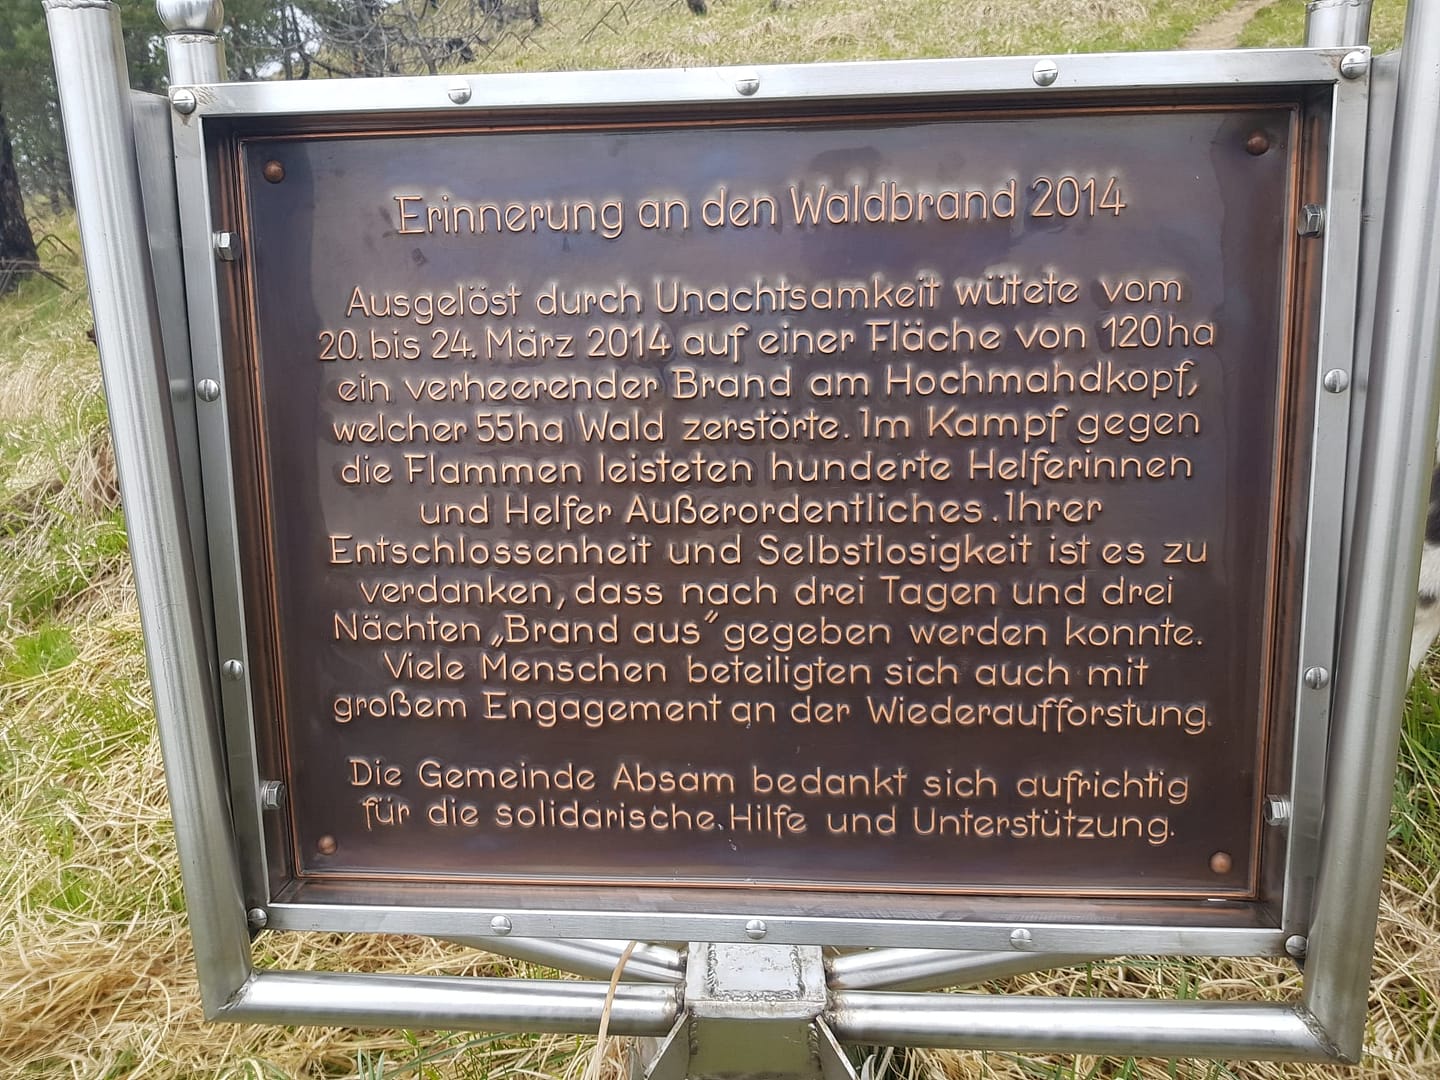 Erinnerung an den Waldbrand 2014
Ausgelöst durch Unachtsamkeit wütete vom
20. bis 24. März 2014 auf einer Fläche von 120ha
ein verheerender Brand am Hochmahdkopf,
welcher 55ha Wald zerstörte. Im Kampf gegen
die Flammen leisteten hunderte Helferinnen
und Helfer Außerordentliches. Ihrer
Entschlossenheit und Selbstlosigkeit ist es zu
verdanken, dass nach drei Tagen und drei
Nächten „Brand aus" gegeben werden konnte.
Viele Menschen beteiligten sich auch mit
großem Engagement an der Wiederaufforstung.
Die Gemeinde Absam bedankt sich aufrichtig
für die solidarische Hilfe und Unterstützung.